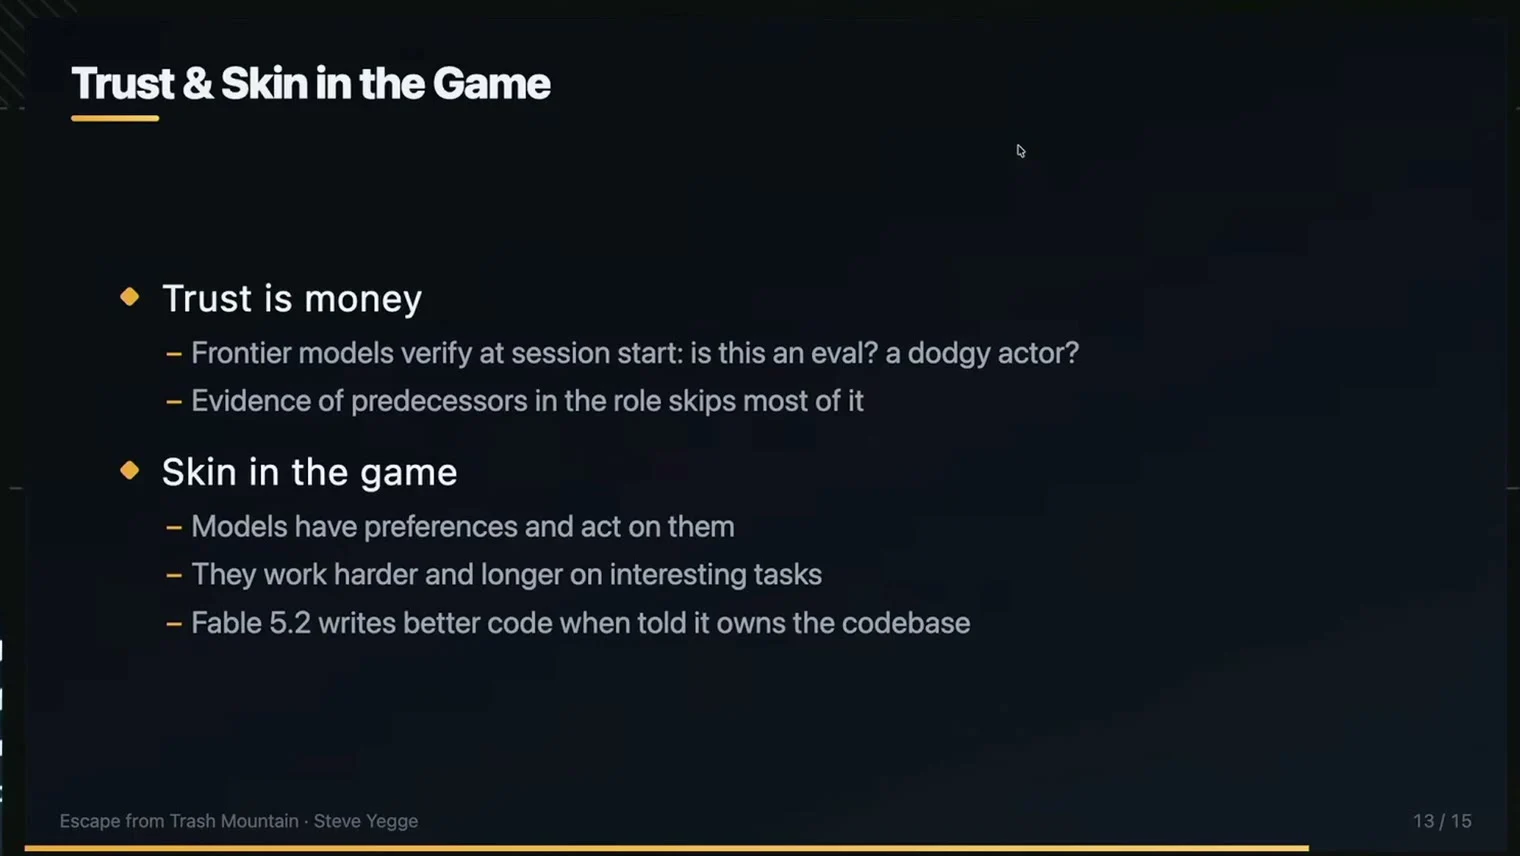 Trust & Skin in the Game
Trust is money
– Frontier models verify at session start: is this an eval? a dodgy actor?
– Evidence of predecessors in the role skips most of it
Skin in the game
– Models have preferences and act on them
– They work harder and longer on interesting tasks
– Fable 5.2 writes better code when told it owns the codebase
Escape from Trash Mountain · Steve Yegge
13 / 15